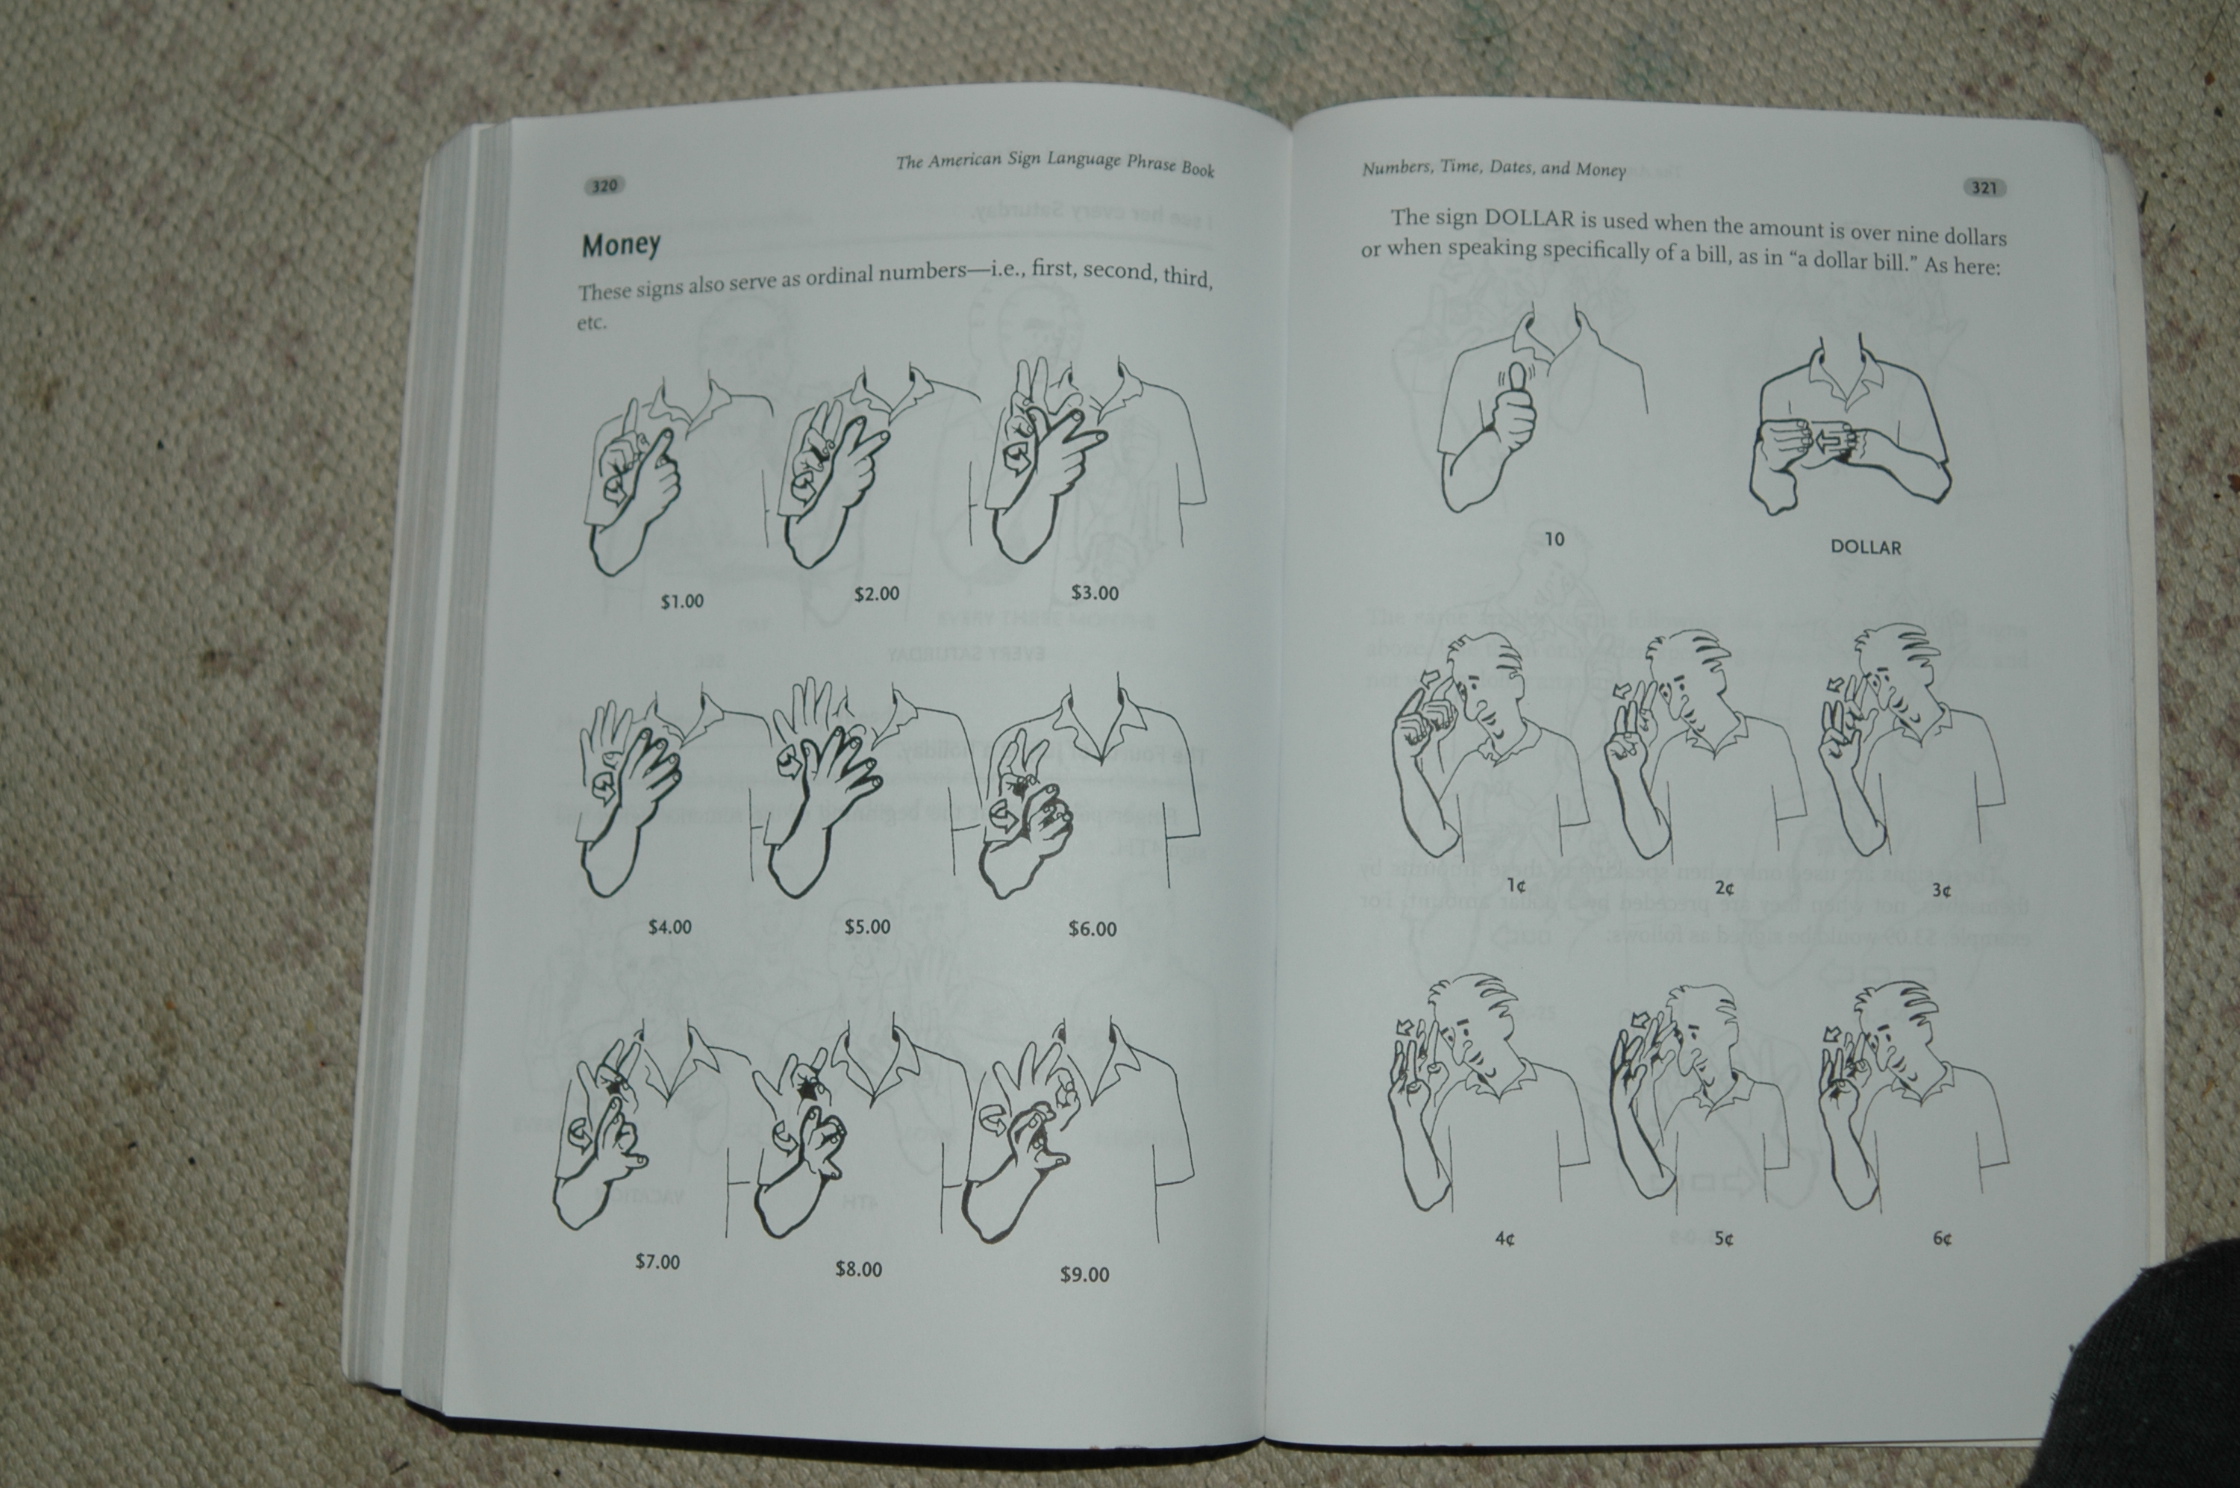 320
The American Sign Language Phrase Book
Money
These signs also serve as ordinal numbers—i.e., first, second, third,
etc.
$1.00
$2.00
$3.00
$4.00
$5.00
$6.00
$7.00
$8.00
$9.00
Numbers, Time, Dates, and Money
321
The sign DOLLAR is used when the amount is over nine dollars
or when speaking specifically of a bill, as in “a dollar bill.” As here:
10
DOLLAR
1¢
2¢
3¢
4¢
5¢
6¢